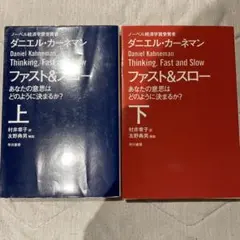 ノーベル経済学賞受賞者
ダニエル・カーネマン
Daniel Kahneman
Thinking, Fast and Slow
ファスト&スロー
あなたの意思は
どのように決まるか?
上
村井章子 訳
友野典男 解説
早川書房
ノーベル経済学賞受賞者
ダニエル・カーネマン
Daniel Kahneman
Thinking, Fast and Slow
ファスト&スロー
あなたの意思は
どのように決まるか?
下
村井章子 訳
友野典男 解説
早川書房